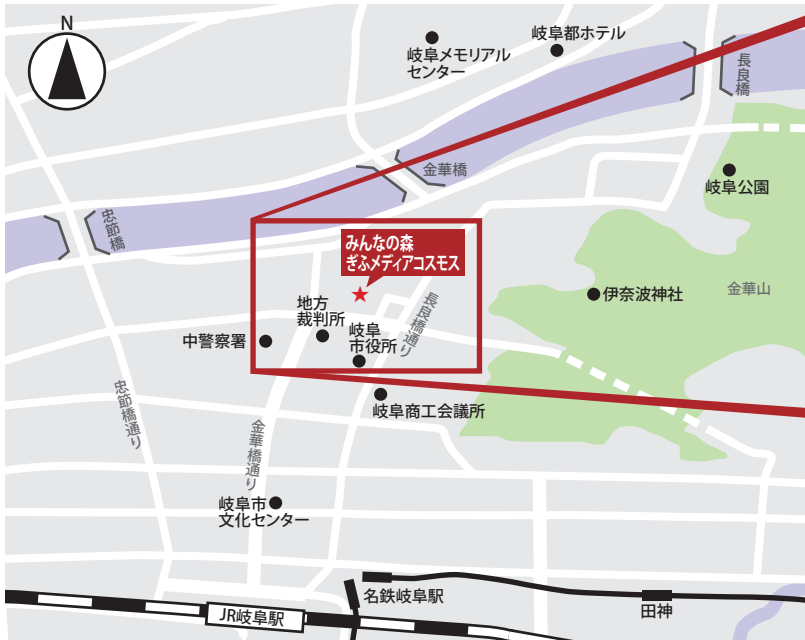 N
岐阜メモリアル
センター
岐阜都ホテル
長良橋
金華橋
岐阜公園
忠節橋
みんなの森
ぎふメディアコスモス
伊奈波神社
金華山
長良橋通り
地方
裁判所
岐阜
市役所
中警察署
岐阜商工会議所
忠節橋通り
金華橋通り
岐阜市
文化センター
名鉄岐阜駅
田神
JR岐阜駅